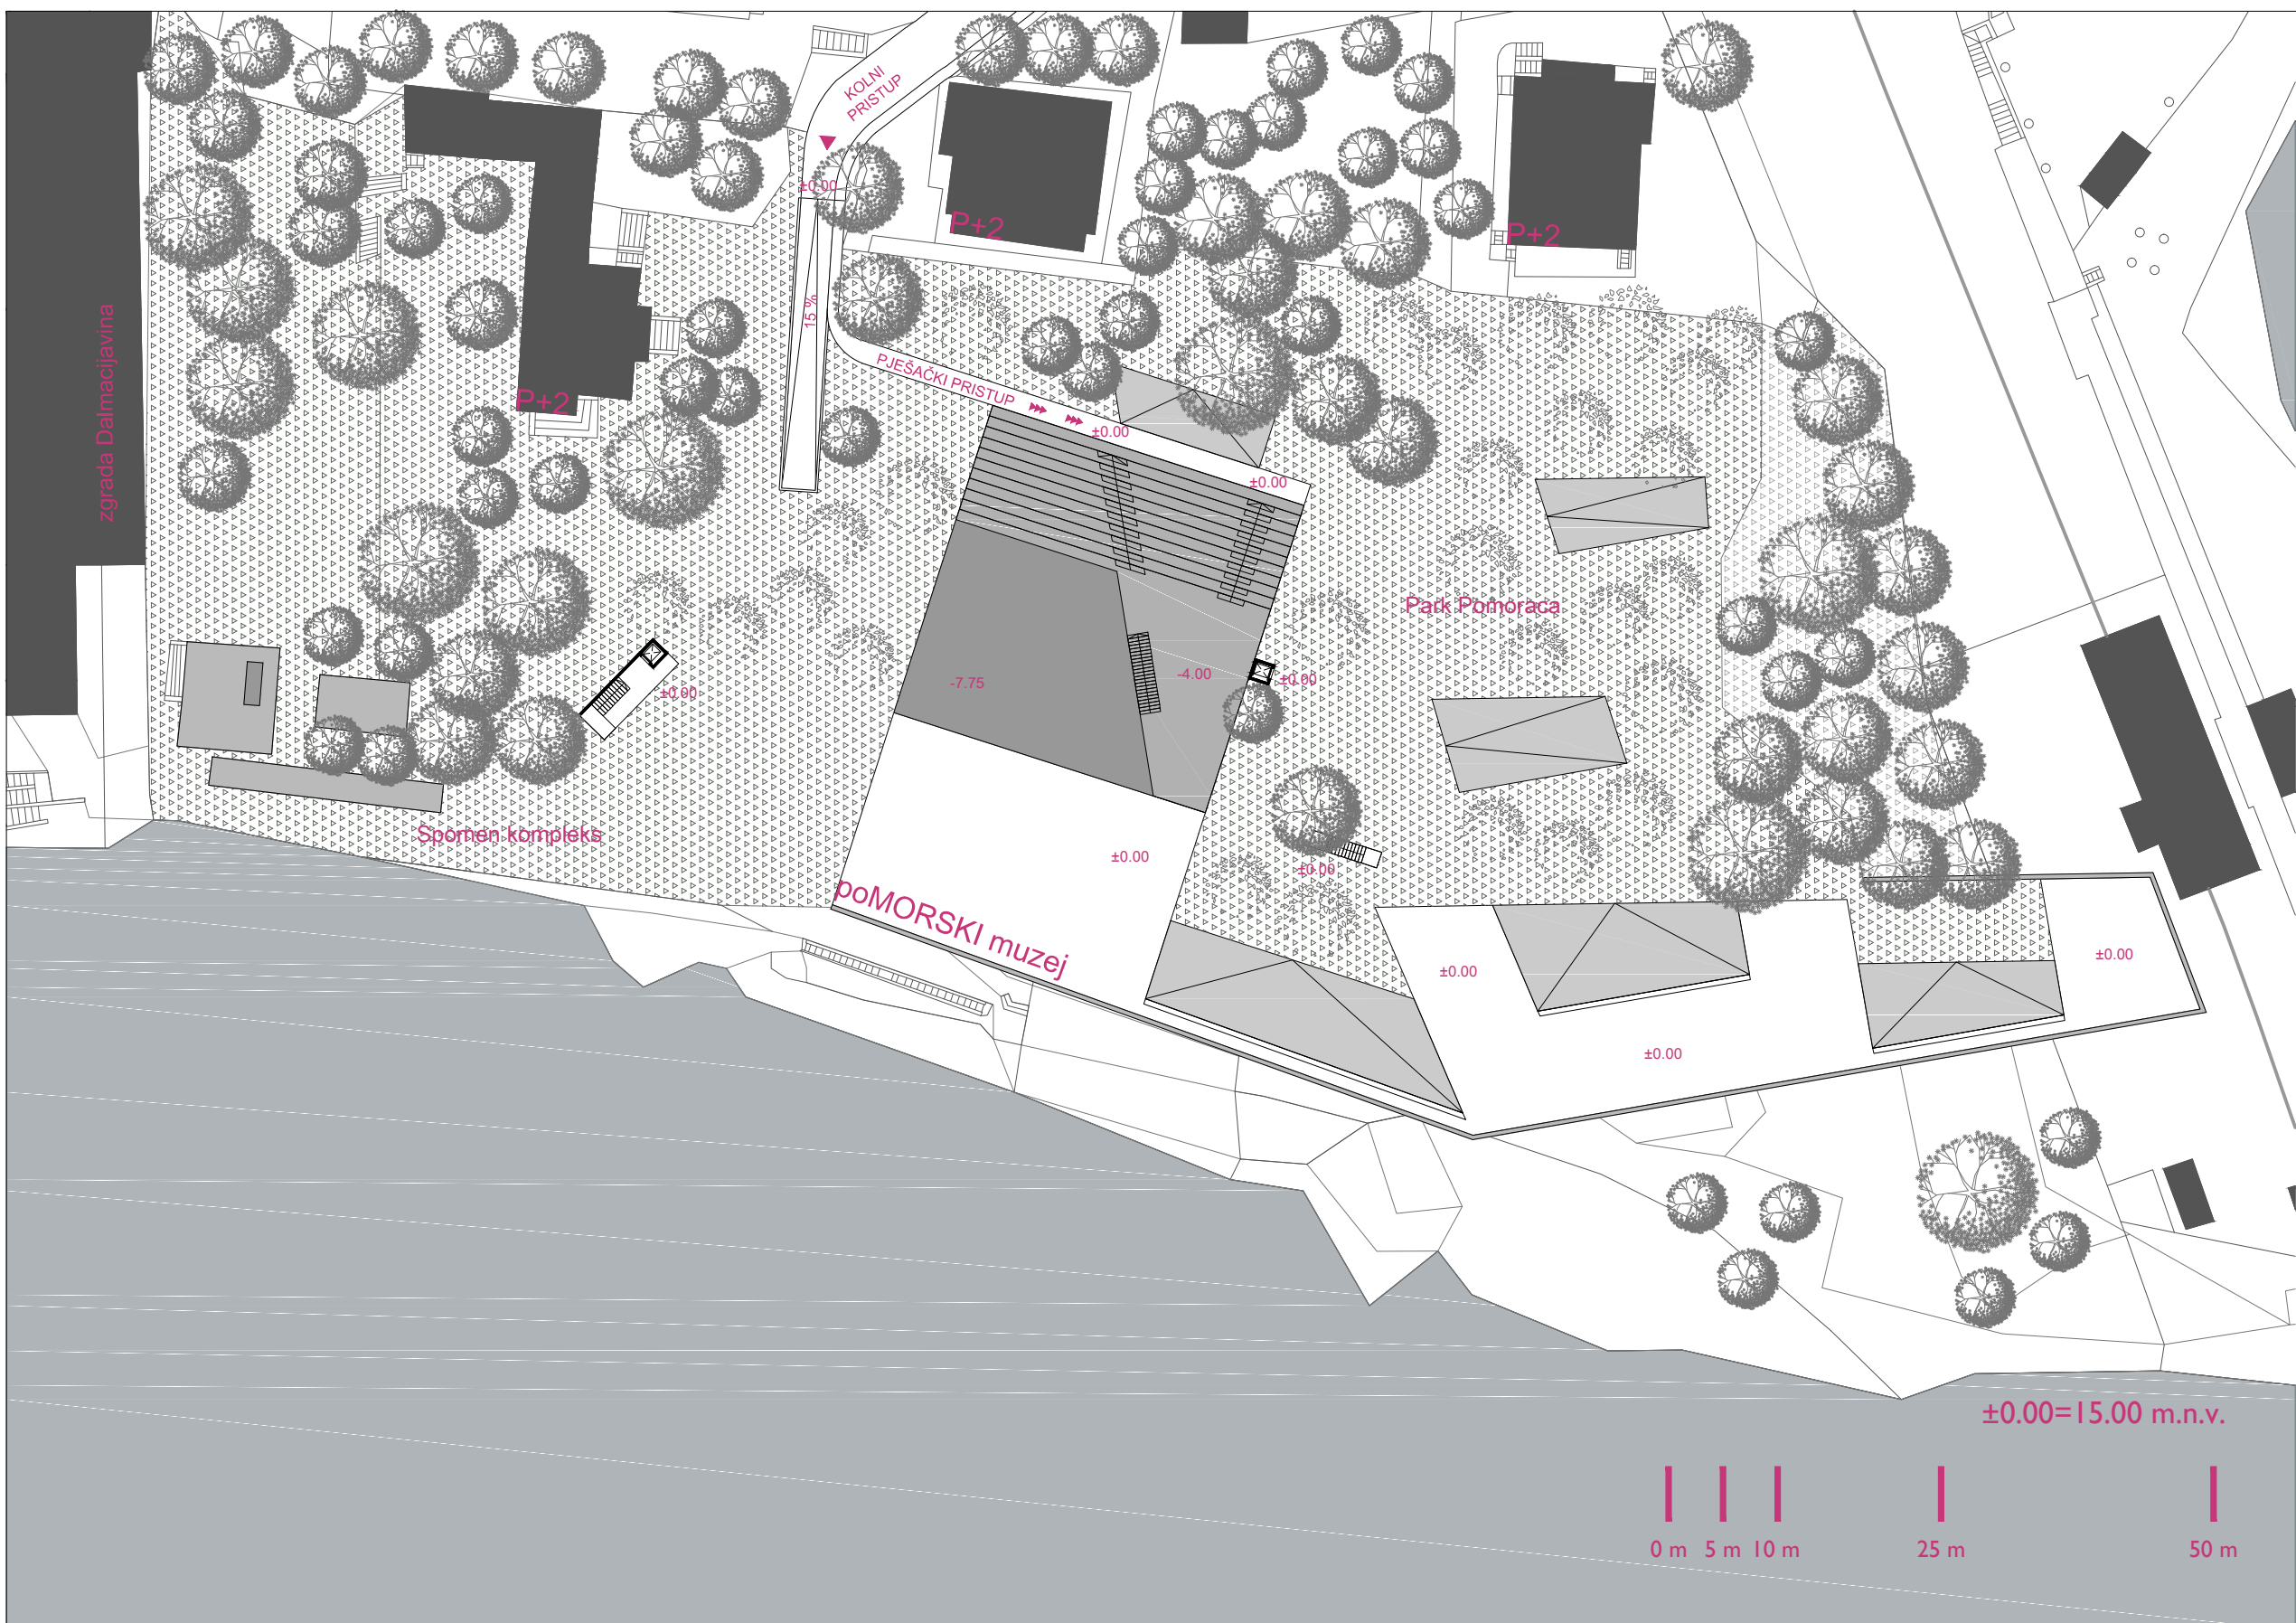 KOLNI
PRISTUP
±0.00
P+2
P+2
15 %
zgrada Dalmacijavina
PJEŠAČKI PRISTUP
P+2
±0.00
±0.00
Park Pomoraca
-7.75
-4.00
±0.00
±0.00
Spomen kompleks
±0.00
±0.00
poMORSKI muzej
±0.00
±0.00
±0.00
±0.00=15.00 m.n.v.
0 m 5 m 10 m 25 m 50 m